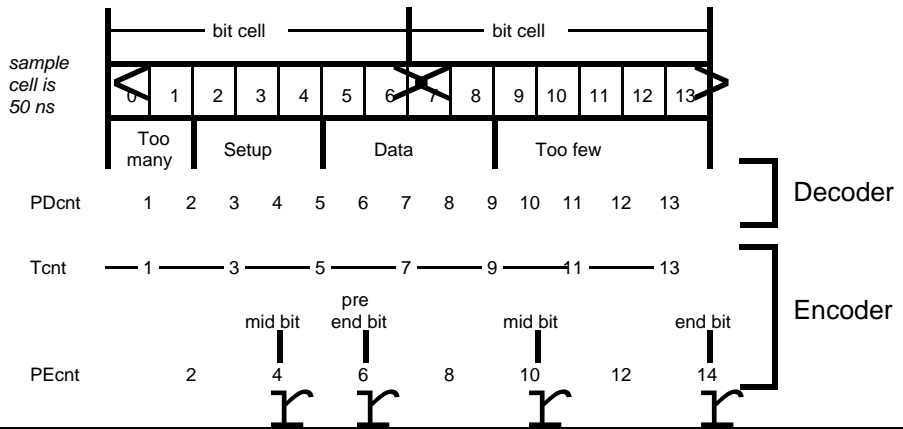 bit cell bit cell
sample
cell is
50 ns
0 1 2 3 4 5 6 7 8 9 10 11 12 13
Too
many
Setup Data Too few
Decoder
PDcnt 1 2 3 4 5 6 7 8 9 10 11 12 13
Tcnt 1 3 5 7 9 11 13
Encoder
pre
mid bit end bit mid bit end bit
PEcnt 2 4 6 8 10 12 14